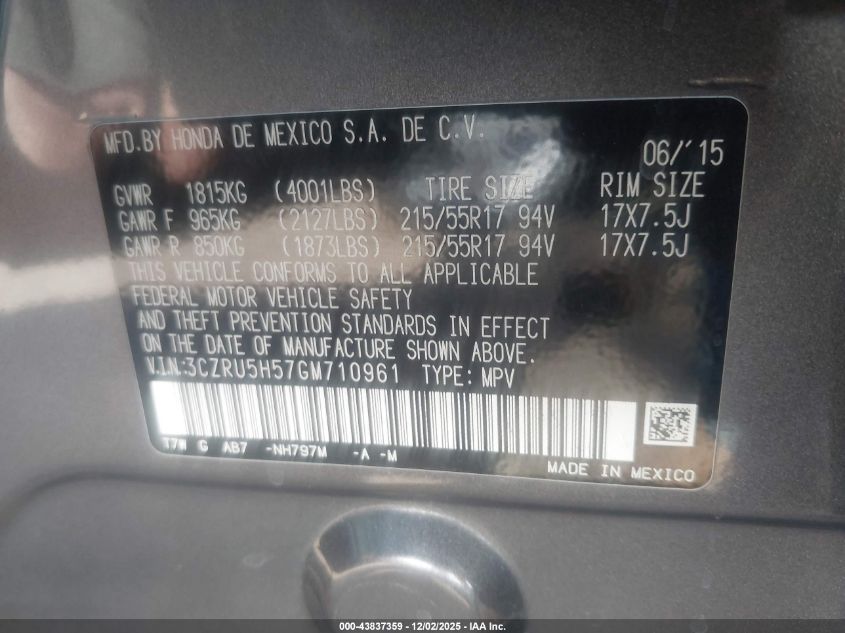 MFD.BY HONDA DE MEXICO S.A. DE C.V.
06/'15
GVWR 1815KG (4001LBS) TIRE SIZE RIM SIZE
GAWR F 965KG (2127LBS) 215/55R17 94V 17X7.5J
GAWR R 850KG (1873LBS) 215/55R17 94V 17X7.5J
THIS VEHICLE CONFORMS TO ALL APPLICABLE
FEDERAL MOTOR VEHICLE SAFETY
AND THEFT PREVENTION STANDARDS IN EFFECT
ON THE DATE OF MANUFACTURE SHOWN ABOVE.
V.I.N.:3CZRU5H57GM710961 TYPE: MPV
T7W G AB7 -NH797M -A -M
MADE IN MEXICO
000-43837359 - 12/02/2025 - IAA Inc.